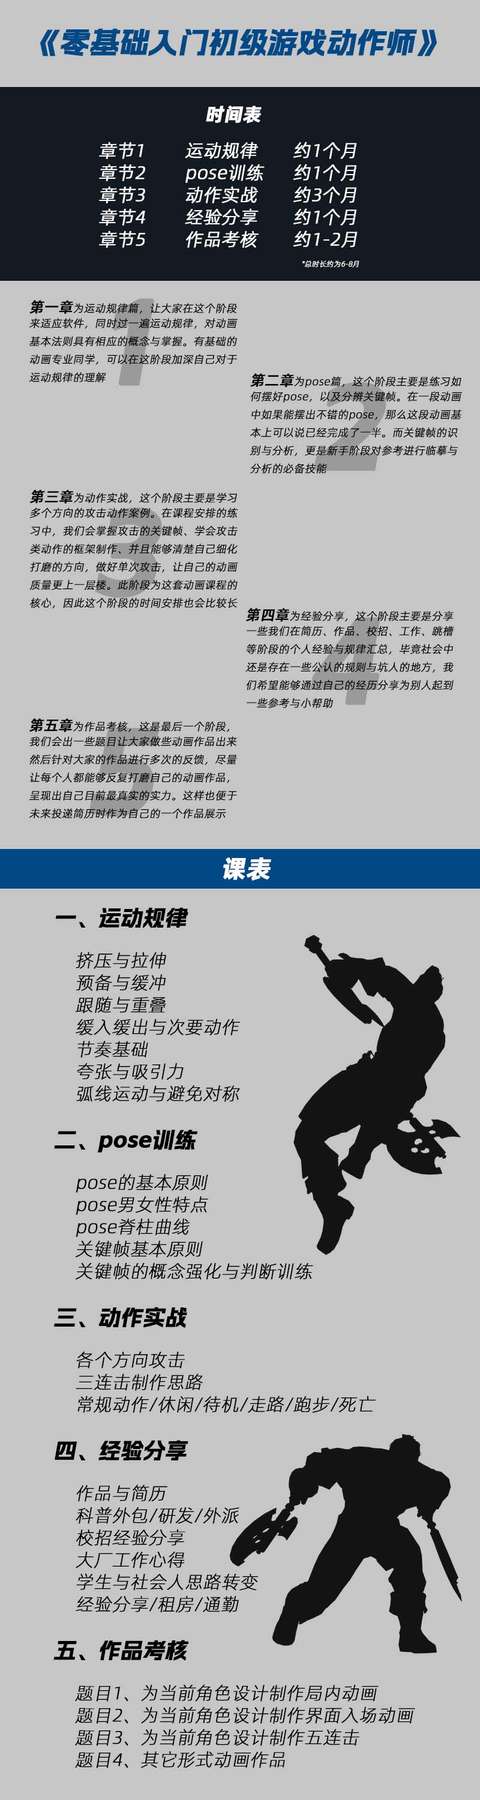 《零基础入门初级游戏动作师》
时间表
章节1 运动规律 约1个月
章节2 pose训练 约1个月
章节3 动作实战 约3个月
章节4 经验分享 约1个月
章节5 作品考核 约1-2月
*总时长约为6-8月
1
第一章为运动规律篇，让大家在这个阶段
来适应软件，同时过一遍运动规律，对动画
基本法则具有相应的概念与掌握。有基础的
动画专业同学，可以在这阶段加深自己对于
运动规律的理解
2
第二章为pose篇，这个阶段主要是练习如
何摆好pose，以及分辨关键帧。在一段动画
中如果能摆出不错的pose，那么这段动画基
本上可以说已经完成了一半。而关键帧的识
别与分析，更是新手阶段对参考进行临摹与
分析的必备技能
3
第三章为动作实战，这个阶段主要是学习
多个方向的攻击动作案例。在课程安排的练
习中，我们会掌握攻击的关键帧、学会攻击
类动作的框架制作、并且能够清楚自己细化
打磨的方向，做好单次攻击，让自己的动画
质量更上一层楼。此阶段为这套动画课程的
核心，因此这个阶段的时间安排也会比较长
4
第四章为经验分享，这个阶段主要是分享
一些我们在简历、作品、校招、工作、跳槽
等阶段的个人经验与规律汇总，毕竟社会中
还是存在一些公认的规则与坑人的地方，我
们希望能够通过自己的经历分享为别人起到
一些参考与小帮助
5
第五章为作品考核，这是最后一个阶段，
我们会出一些题目让大家做些动画作品出来
然后针对大家的作品进行多次的反馈，尽量
让每个人都能够反复打磨自己的动画作品，
呈现出自己目前最真实的实力。这样也便于
未来投递简历时作为自己的一个作品展示
课表
一、运动规律
挤压与拉伸
预备与缓冲
跟随与重叠
缓入缓出与次要动作
节奏基础
夸张与吸引力
弧线运动与避免对称
二、pose训练
pose的基本原则
pose男女性特点
pose脊柱曲线
关键帧基本原则
关键帧的概念强化与判断训练
三、动作实战
各个方向攻击
三连击制作思路
常规动作/休闲/待机/走路/跑步/死亡
四、经验分享
作品与简历
科普外包/研发/外派
校招经验分享
大厂工作心得
学生与社会人思路转变
经验分享/租房/通勤
五、作品考核
题目1、为当前角色设计制作局内动画
题目2、为当前角色设计制作界面入场动画
题目3、为当前角色设计制作五连击
题目4、其它形式动画作品